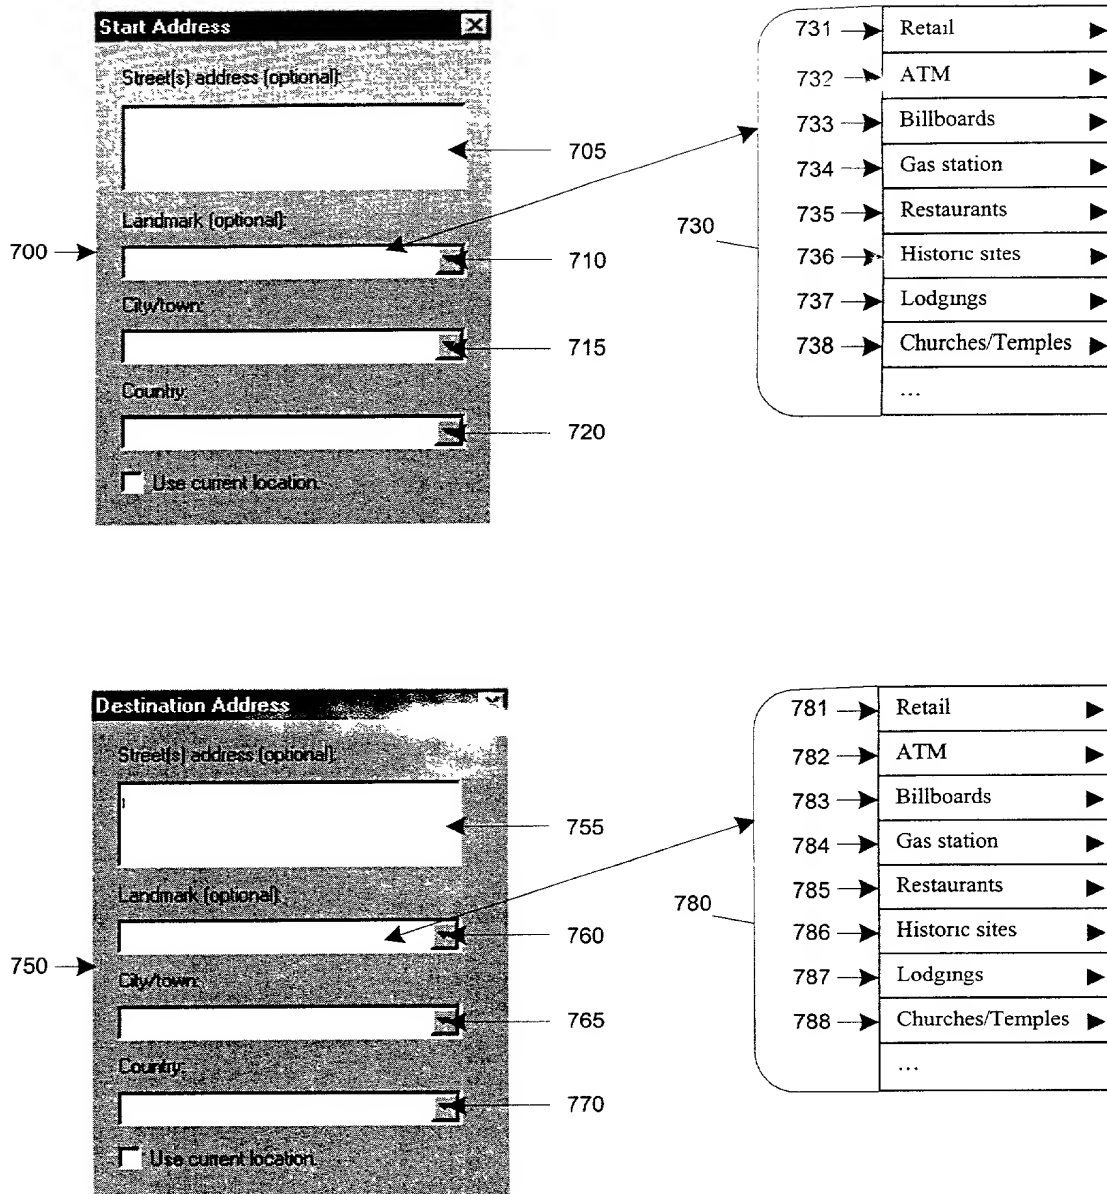 Start Address
Street(s) address (optional):
705
Landmark (optional):
700
710
City/town:
715
Country:
720
Use current location.
730
731 Retail
732 ATM
733 Billboards
734 Gas station
735 Restaurants
736 Historic sites
737 Lodgings
738 Churches/Temples
...
Destination Address
Street(s) address (optional):
755
Landmark (optional):
760
750
City/town:
765
Country:
770
Use current location.
780
781 Retail
782 ATM
783 Billboards
784 Gas station
785 Restaurants
786 Historic sites
787 Lodgings
788 Churches/Temples
...